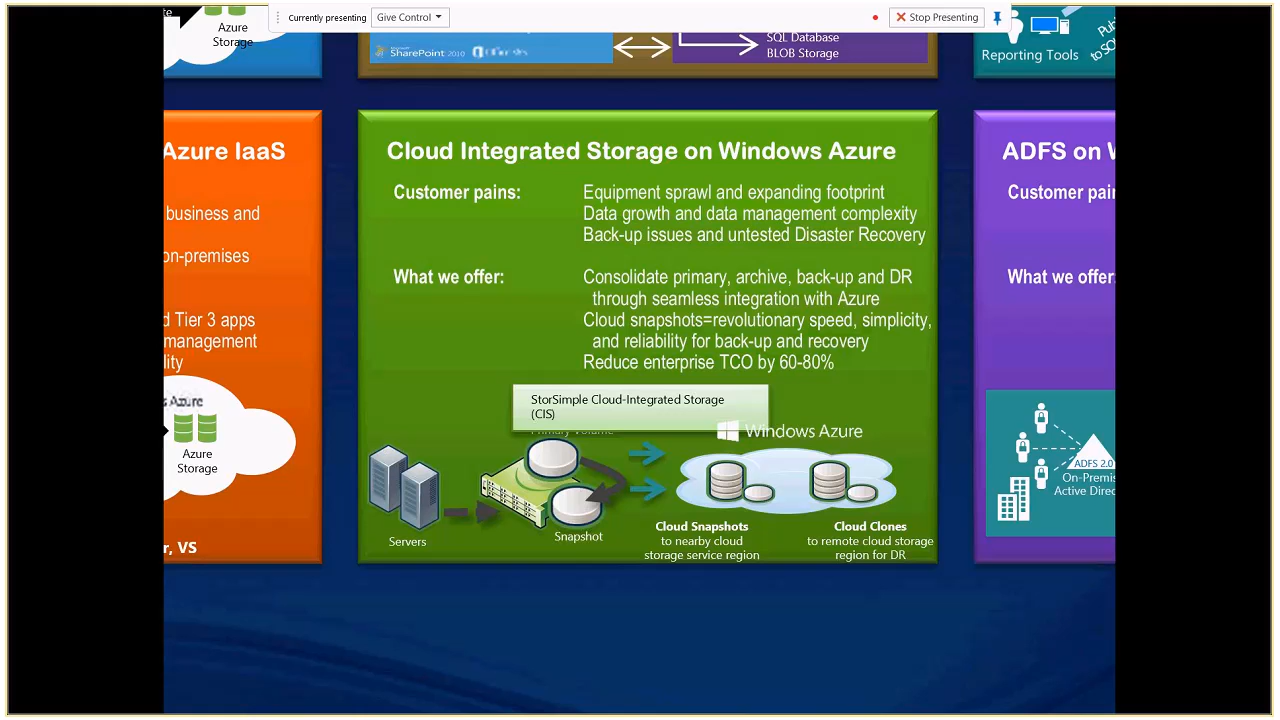 Currently presenting
Give Control
Stop Presenting
Azure
Storage
SharePoint 2010
SQL Database
BLOB Storage
Reporting Tools
Azure IaaS
business and
on-premises
d Tier 3 apps
management
Azure
Storage
r, VS
Cloud Integrated Storage on Windows Azure
Customer pains:
Equipment sprawl and expanding footprint
Data growth and data management complexity
Back-up issues and untested Disaster Recovery
What we offer:
Consolidate primary, archive, back-up and DR
through seamless integration with Azure
Cloud snapshots=revolutionary speed, simplicity,
and reliability for back-up and recovery
Reduce enterprise TCO by 60-80%
StorSimple Cloud-Integrated Storage
(CIS)
Primary Volume
Windows Azure
Servers
Snapshot
Cloud Snapshots
to nearby cloud
storage service region
Cloud Clones
to remote cloud storage
region for DR
ADFS on
Customer pain
What we offer:
ADFS 2.0
On-Premis
Active Direc